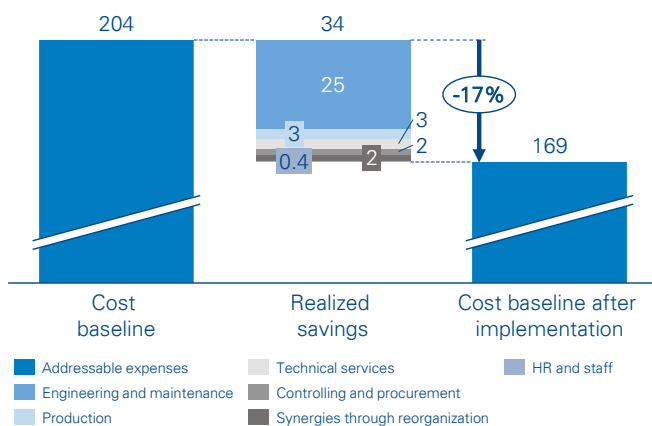 204
34
25
-17%
3
3
2
0.4
2
169
Cost
baseline
Realized
savings
Cost baseline after
implementation
Addressable expenses
Engineering and maintenance
Production
Technical services
Controlling and procurement
Synergies through reorganization
HR and staff